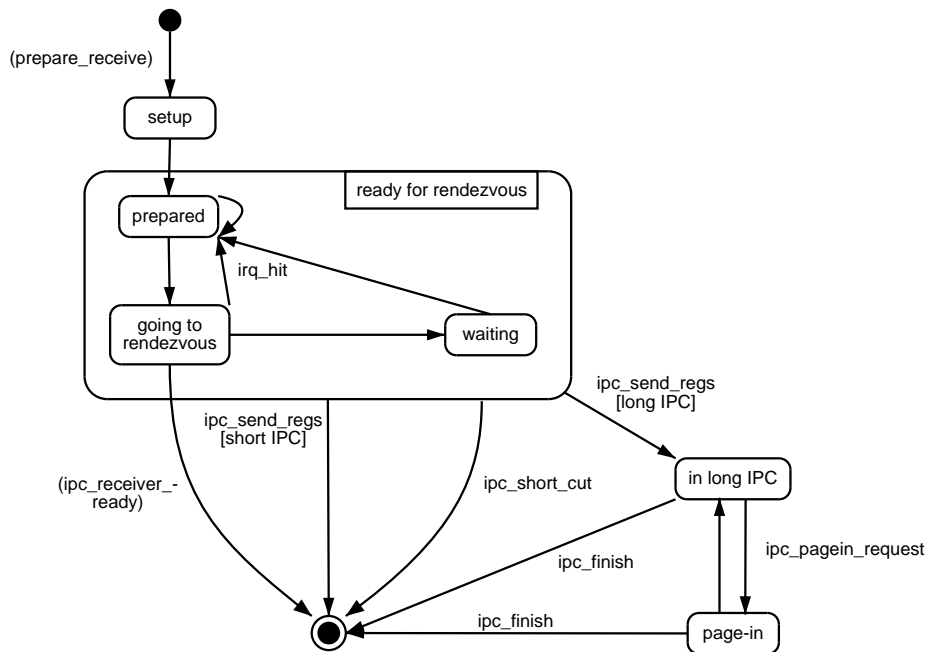 (prepare_receive)
setup
ready for rendezvous
prepared
irq_hit
going to
rendezvous
waiting
ipc_send_regs
[long IPC]
ipc_send_regs
[short IPC]
(ipc_receiver_-
ready)
ipc_short_cut
in long IPC
ipc_pagein_request
ipc_finish
ipc_finish
page-in